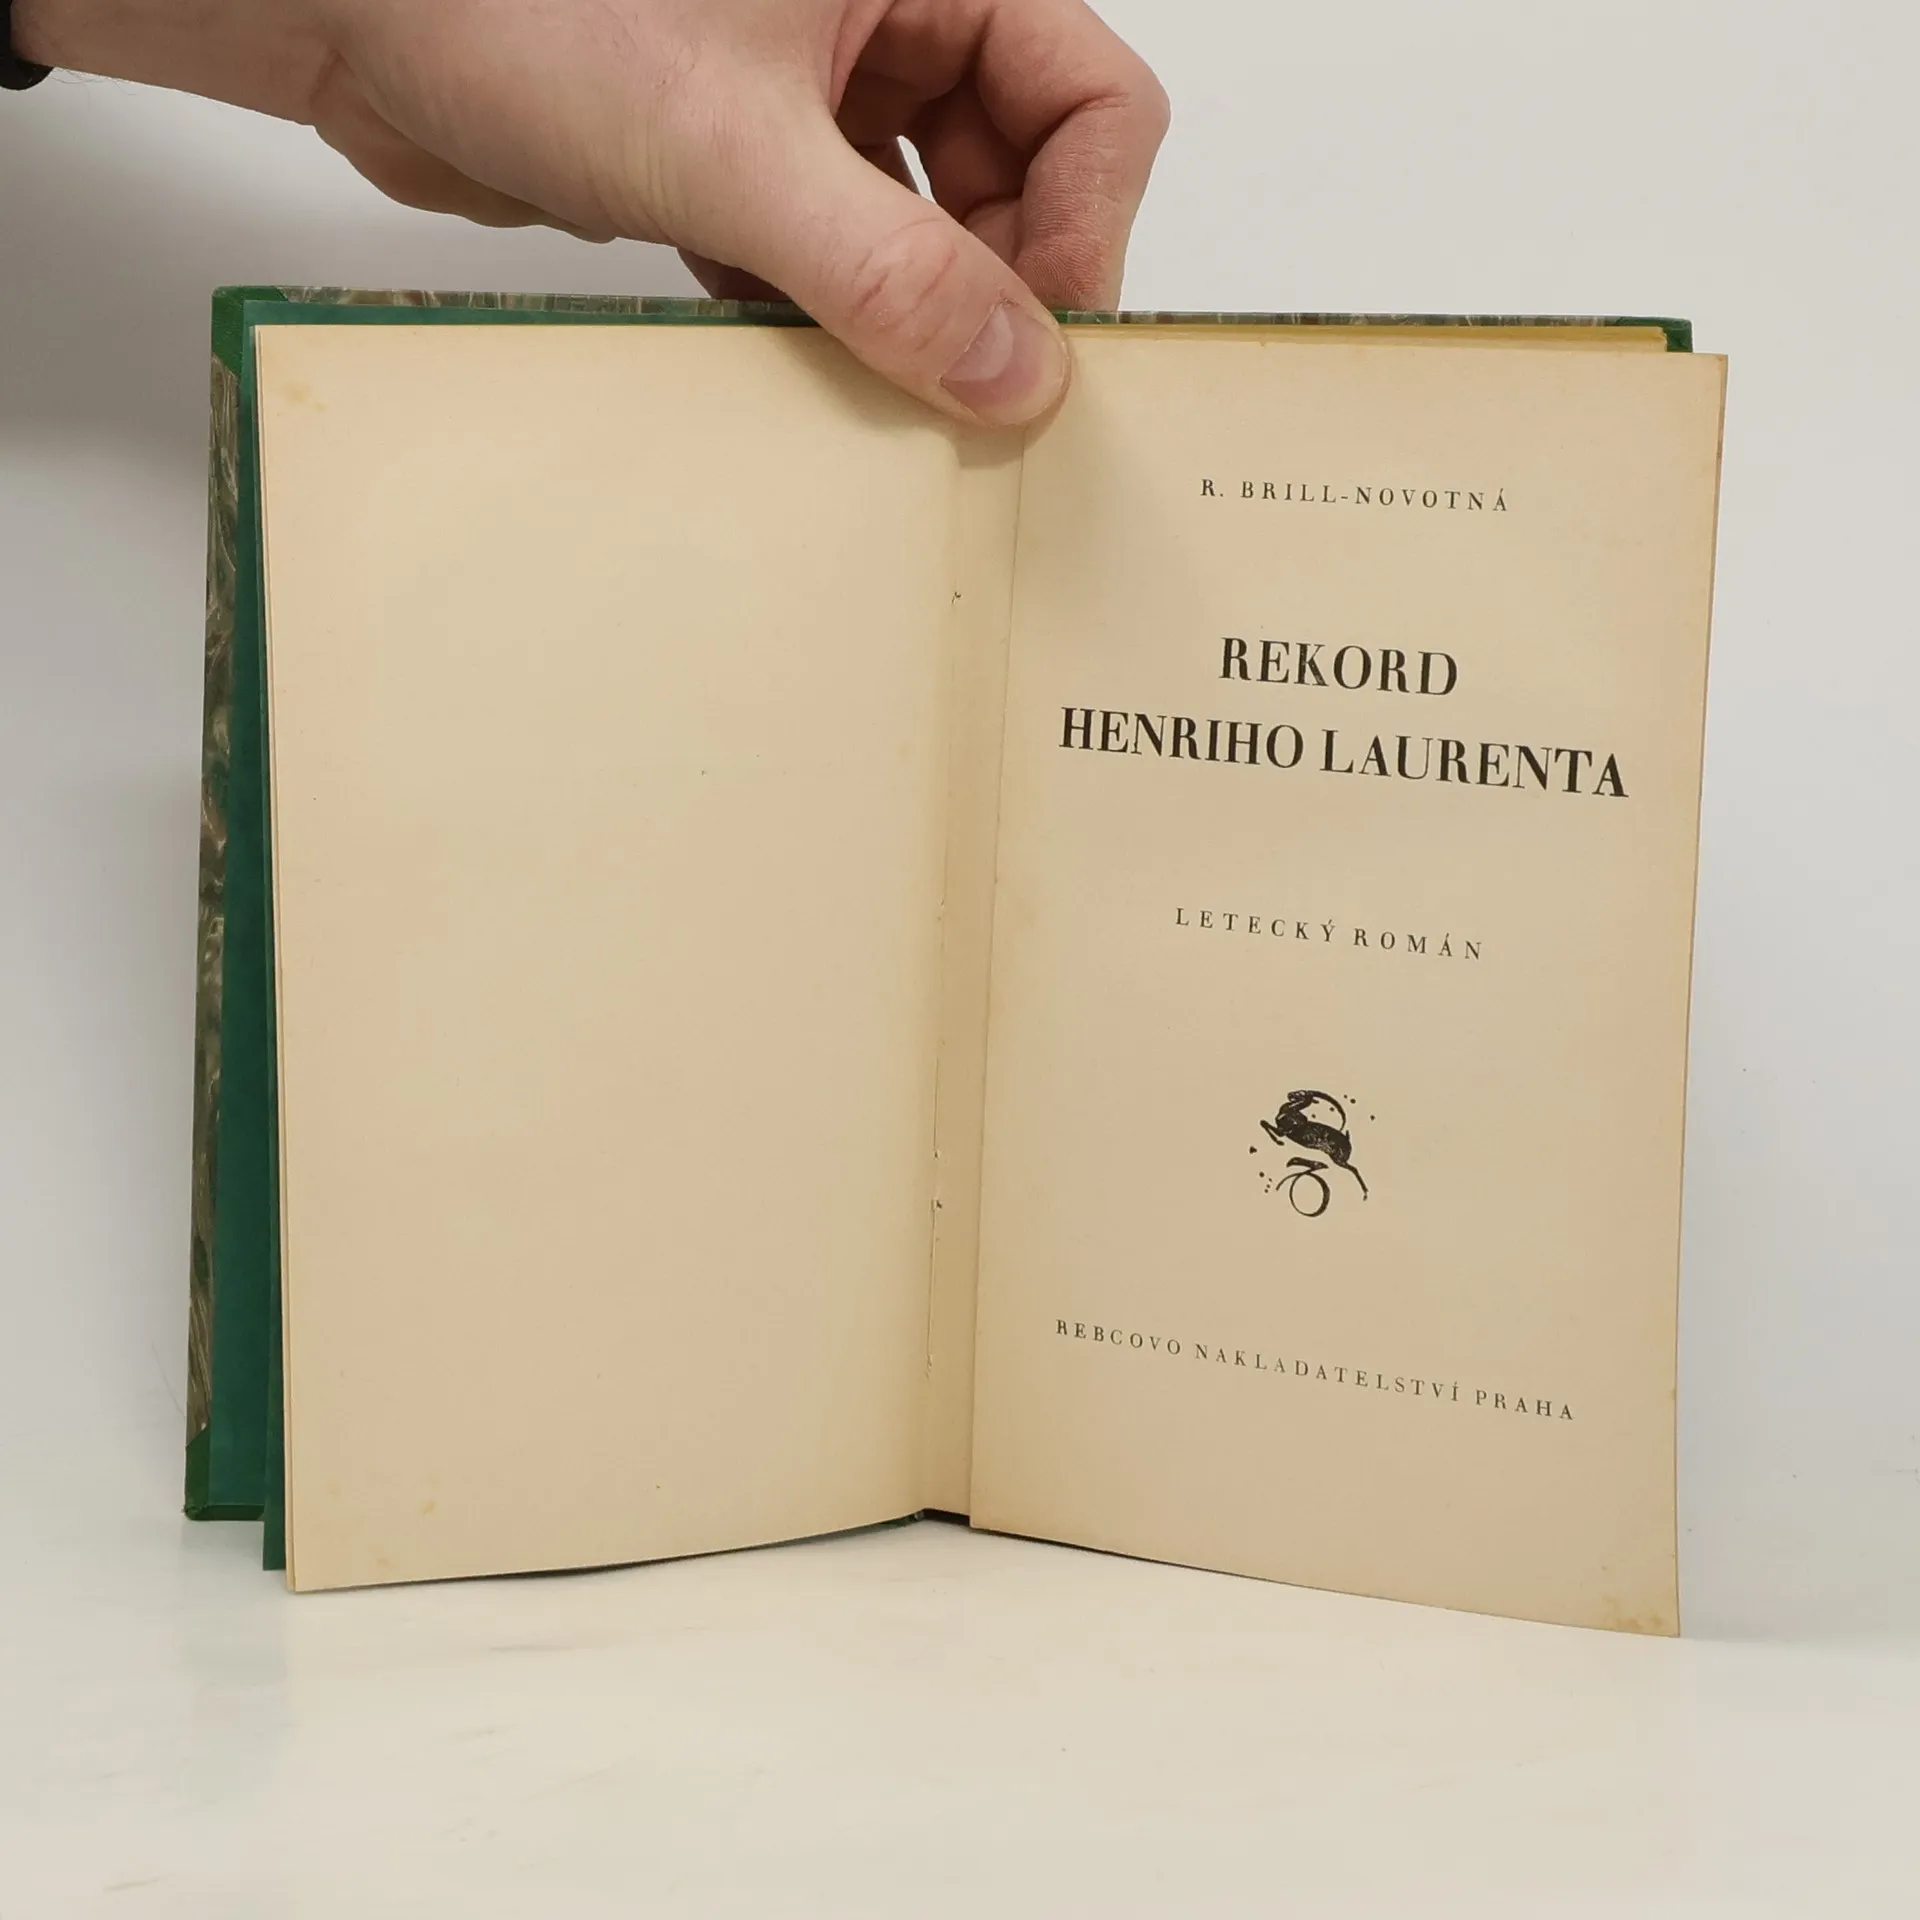 R. BRILL-NOVOTNÁ
REKORD
HENRIHO LAURENTA
LETECKÝ ROMÁN
REBCOVO NAKLADATELSTVÍ PRAHA